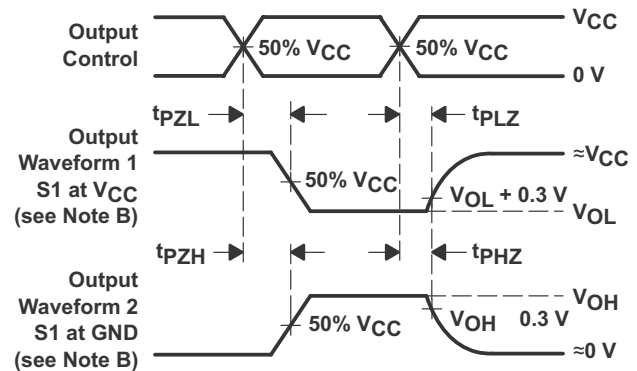 Output
Control
50% VCC
50% VCC
VCC
0 V
tPZL
tPLZ
Output
Waveform 1
S1 at VCC
(see Note B)
50% VCC
≈VCC
VOL + 0.3 V
VOL
tPZH
tPHZ
Output
Waveform 2
S1 at GND
(see Note B)
50% VCC
VOH
VOH 0.3 V
≈0 V